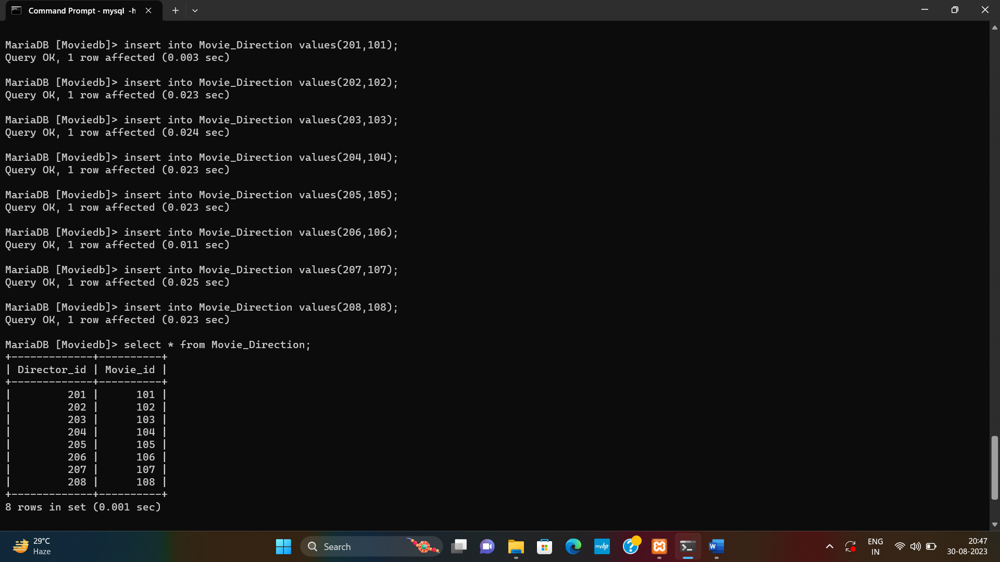 Command Prompt - mysql -h
MariaDB [Moviedb]> insert into Movie_Direction values(201,101);
Query OK, 1 row affected (0.003 sec)
MariaDB [Moviedb]> insert into Movie_Direction values(202,102);
Query OK, 1 row affected (0.023 sec)
MariaDB [Moviedb]> insert into Movie_Direction values(203,103);
Query OK, 1 row affected (0.024 sec)
MariaDB [Moviedb]> insert into Movie_Direction values(204,104);
Query OK, 1 row affected (0.023 sec)
MariaDB [Moviedb]> insert into Movie_Direction values(205,105);
Query OK, 1 row affected (0.023 sec)
MariaDB [Moviedb]> insert into Movie_Direction values(206,106);
Query OK, 1 row affected (0.011 sec)
MariaDB [Moviedb]> insert into Movie_Direction values(207,107);
Query OK, 1 row affected (0.025 sec)
MariaDB [Moviedb]> insert into Movie_Direction values(208,108);
Query OK, 1 row affected (0.023 sec)
MariaDB [Moviedb]> select * from Movie_Direction;
+-------------+----------+
| Director_id | Movie_id |
+-------------+----------+
|         201 |      101 |
|         202 |      102 |
|         203 |      103 |
|         204 |      104 |
|         205 |      105 |
|         206 |      106 |
|         207 |      107 |
|         208 |      108 |
+-------------+----------+
8 rows in set (0.001 sec)
29°C
Haze
Search
myhp
W
ENG
IN
20:47
30-08-2023